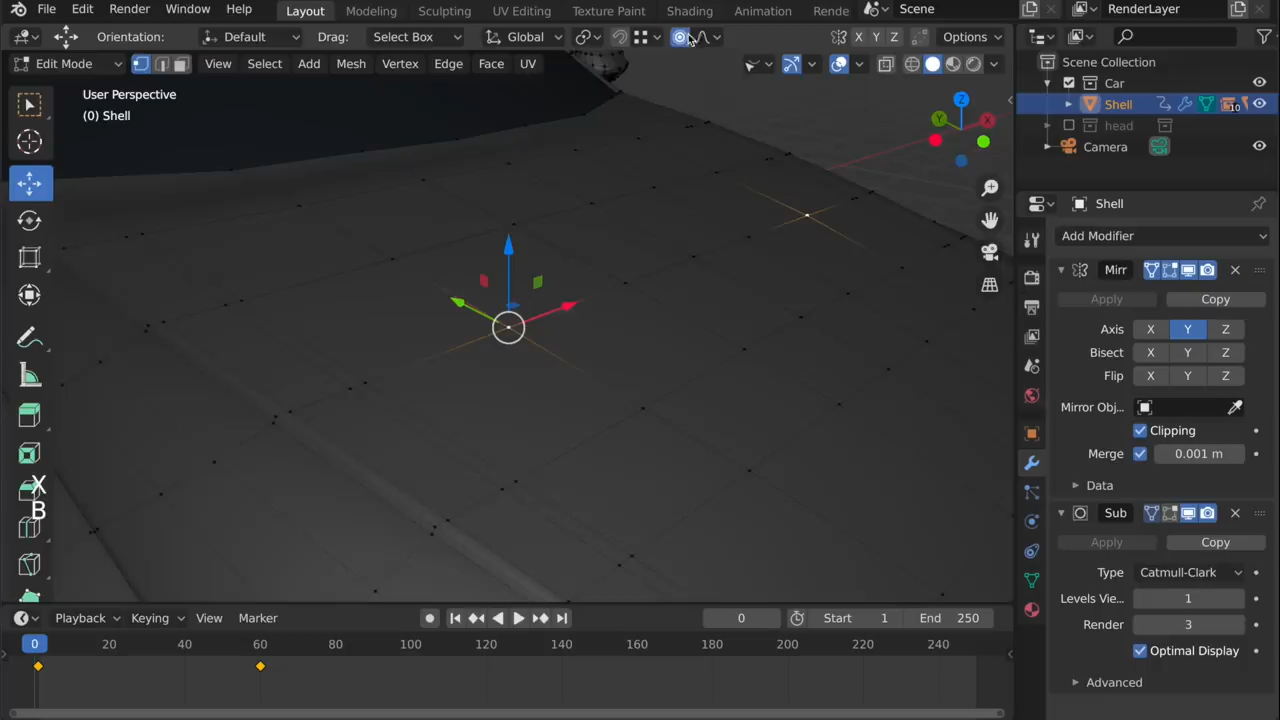 File Edit Render Window Help Layout Modeling Sculpting UV Editing Texture Paint Shading Animation Rende Scene RenderLayer
Orientation: Default Drag: Select Box Global X Y Z Options
Edit Mode View Select Add Mesh Vertex Edge Face UV
Scene Collection
Car
Shell
10
head
Camera
User Perspective
(0) Shell
Z
Y
X
Shell
Add Modifier
Mirr
Apply Copy
Axis X Y Z
Bisect X Y Z
Flip X Y Z
Mirror Obj...
Clipping
Merge 0.001 m
Data
X
B
Sub
Apply Copy
Type Catmull-Clark
Levels Vie... 1
Render 3
Optimal Display
Advanced
Playback Keying View Marker 0 Start 1 End 250
0 20 40 60 80 100 120 140 160 180 200 220 240